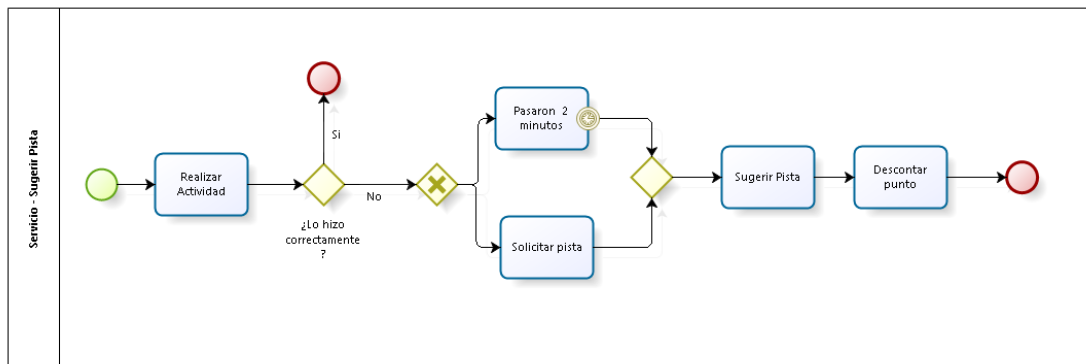 Servicio - Sugerir Pista
Realizar
Actividad
Si
¿Lo hizo
correctamente
?
No
Pasaron 2
minutos
Solicitar pista
Sugerir Pista
Descontar
punto